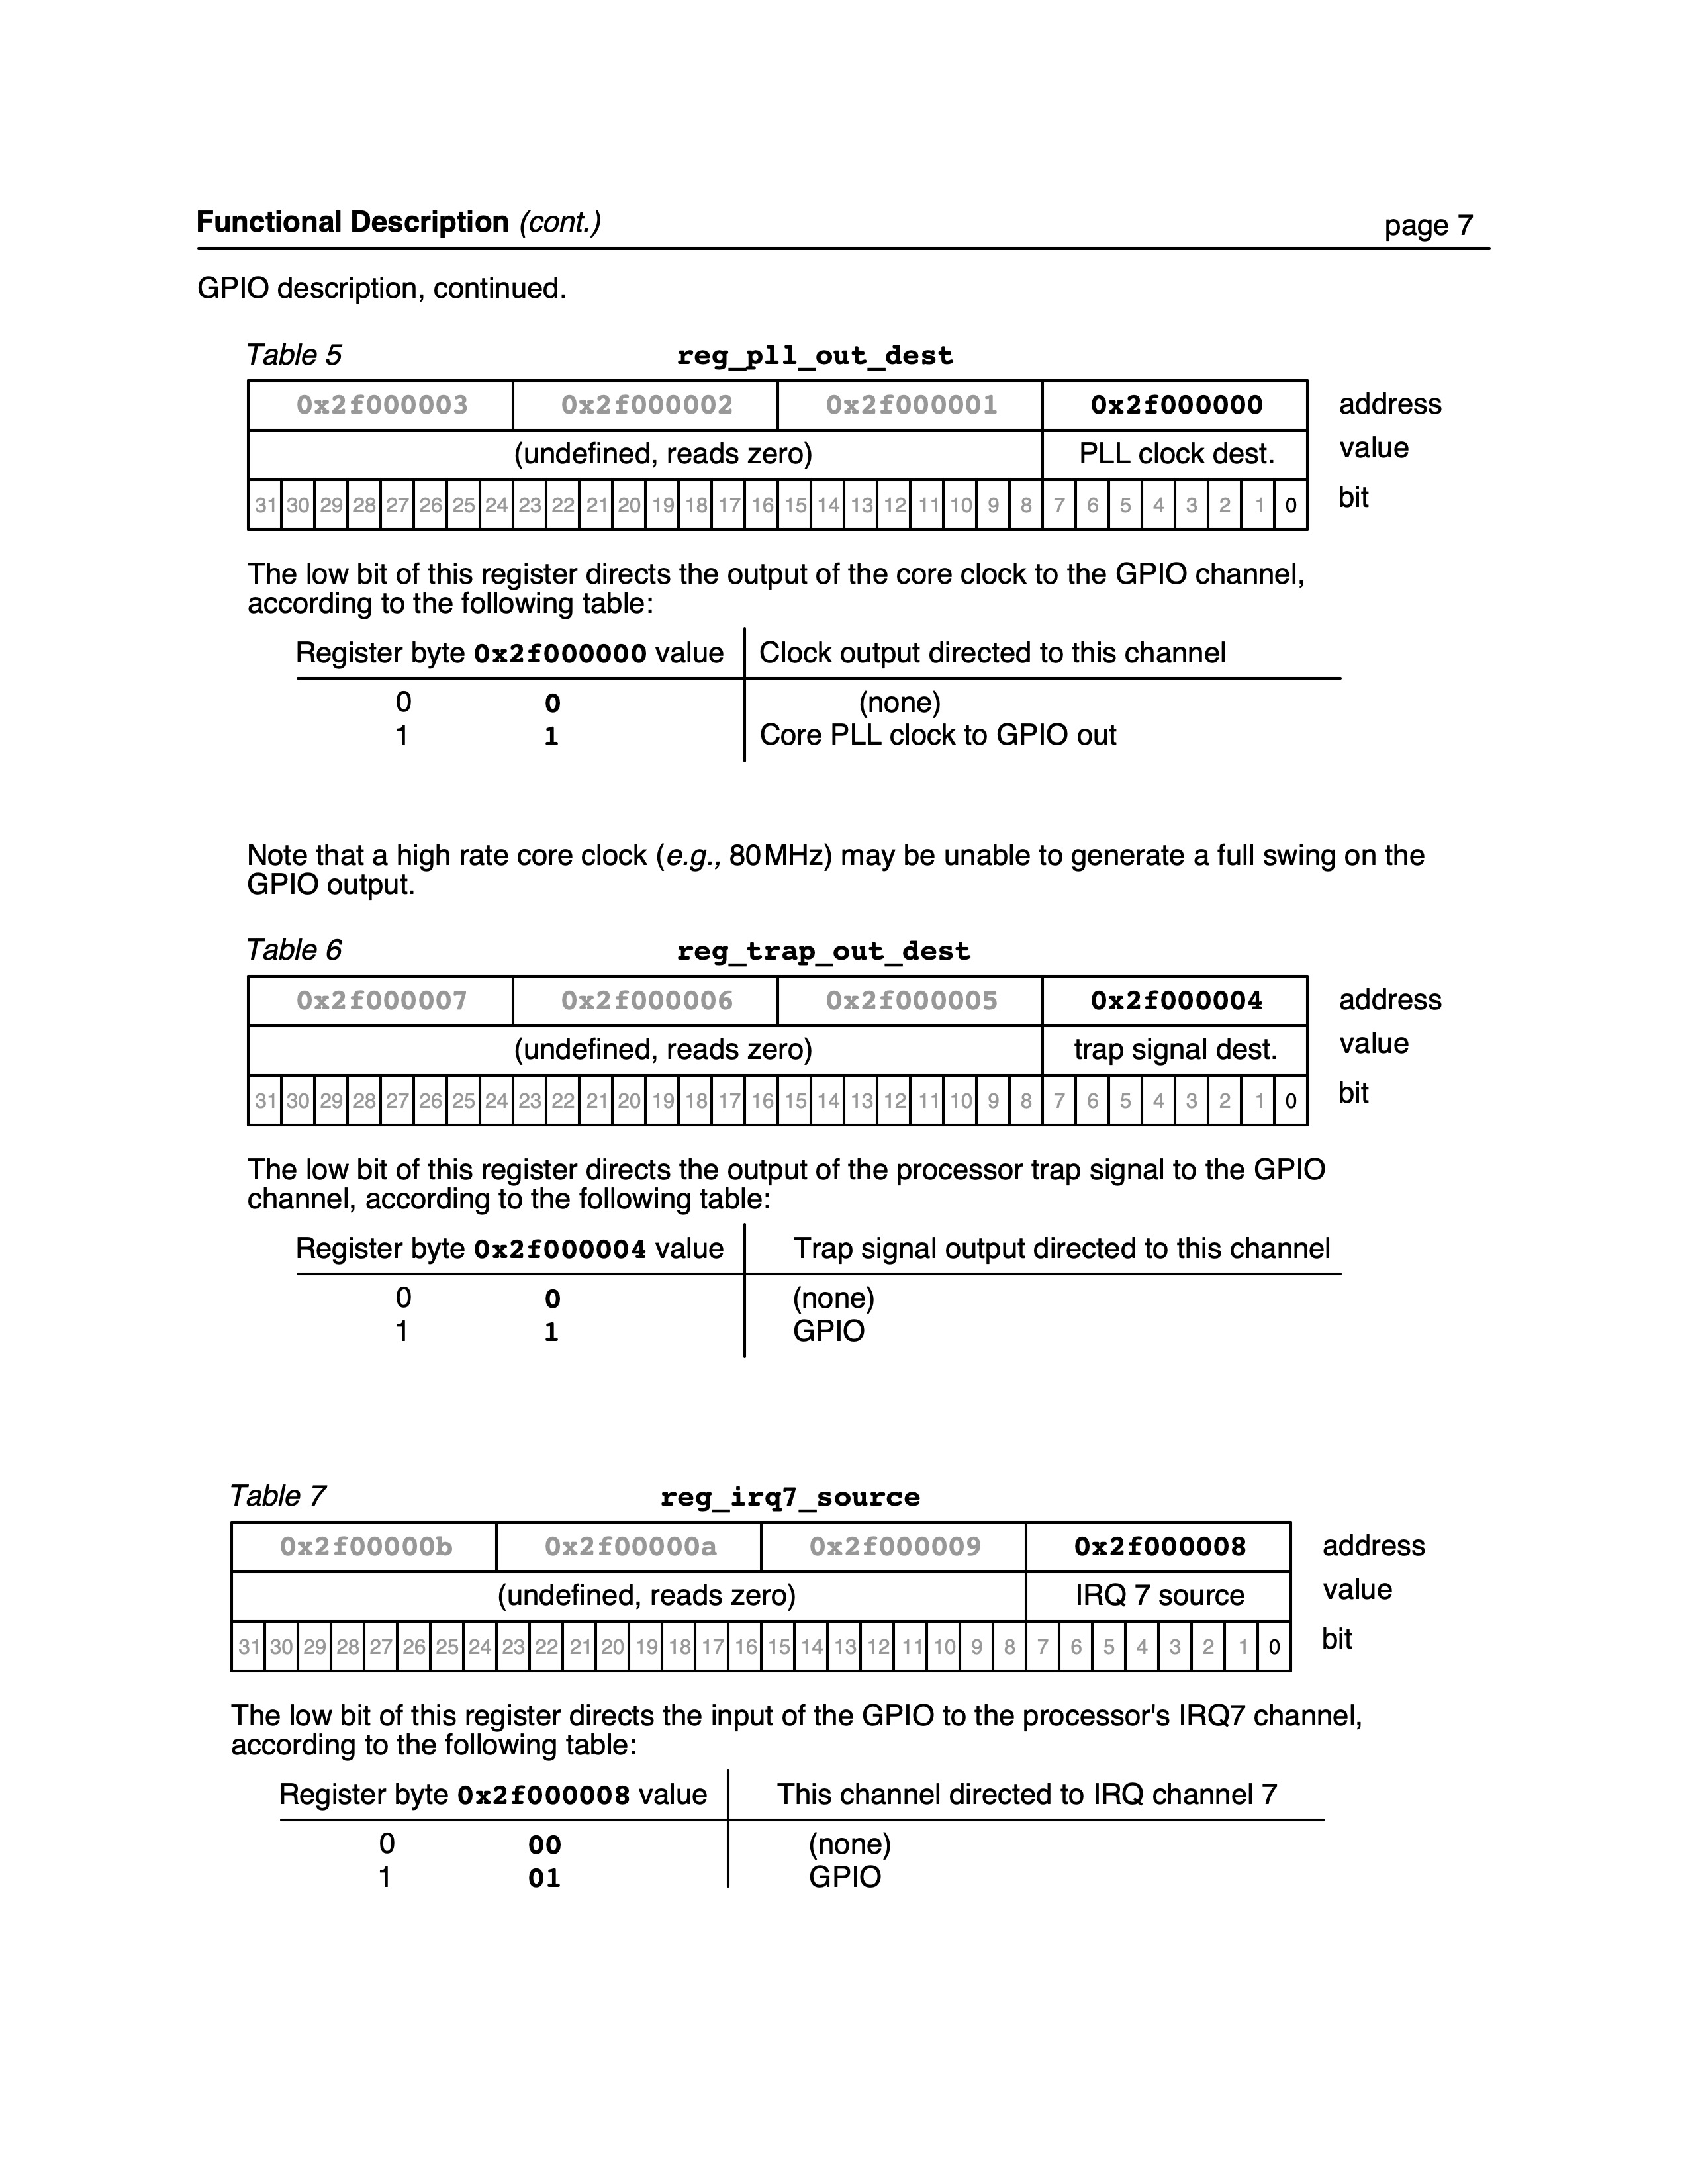 Functional Description (cont.) page 7
GPIO description, continued.
Table 5 reg_pll_out_dest
0x2f000003 0x2f000002 0x2f000001 0x2f000000 address
(undefined, reads zero) PLL clock dest. value
31 30 29 28 27 26 25 24 23 22 21 20 19 18 17 16 15 14 13 12 11 10 9 8 7 6 5 4 3 2 1 0 bit
The low bit of this register directs the output of the core clock to the GPIO channel,
according to the following table:
Register byte 0x2f000000 value Clock output directed to this channel
0 0 (none)
1 1 Core PLL clock to GPIO out
Note that a high rate core clock (e.g., 80MHz) may be unable to generate a full swing on the
GPIO output.
Table 6 reg_trap_out_dest
0x2f000007 0x2f000006 0x2f000005 0x2f000004 address
(undefined, reads zero) trap signal dest. value
31 30 29 28 27 26 25 24 23 22 21 20 19 18 17 16 15 14 13 12 11 10 9 8 7 6 5 4 3 2 1 0 bit
The low bit of this register directs the output of the processor trap signal to the GPIO
channel, according to the following table:
Register byte 0x2f000004 value Trap signal output directed to this channel
0 0 (none)
1 1 GPIO
Table 7 reg_irq7_source
0x2f00000b 0x2f00000a 0x2f000009 0x2f000008 address
(undefined, reads zero) IRQ 7 source value
31 30 29 28 27 26 25 24 23 22 21 20 19 18 17 16 15 14 13 12 11 10 9 8 7 6 5 4 3 2 1 0 bit
The low bit of this register directs the input of the GPIO to the processor's IRQ7 channel,
according to the following table:
Register byte 0x2f000008 value This channel directed to IRQ channel 7
0 00 (none)
1 01 GPIO